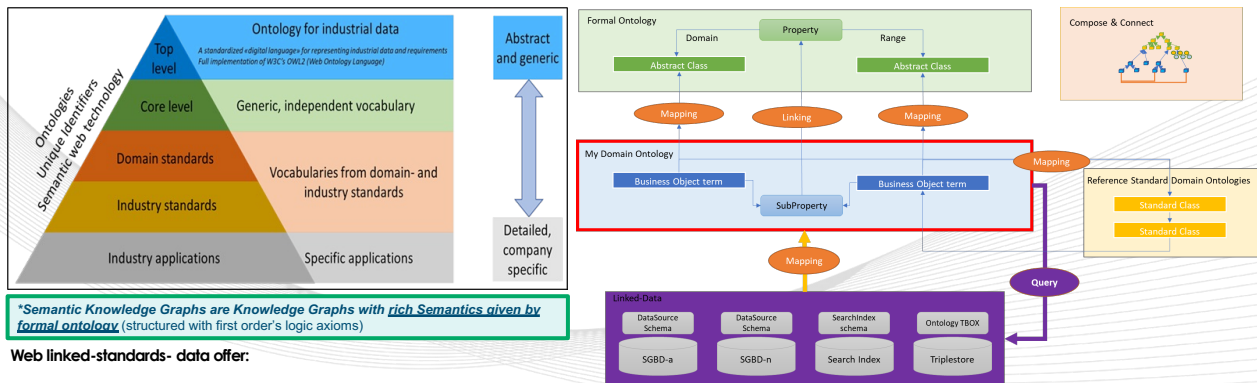 Ontology for industrial data
A standardized «digital language» for representing industrial data and requirements
Full implementation of W3C's OWL2 (Web Ontology Language)
Top
level
Core level
Generic, independent vocabulary
Domain standards
Vocabularies from domain- and
industry standards
Industry standards
Industry applications
Specific applications
Ontologies
Unique Identifiers
Semantic web technology
Abstract
and generic
Detailed,
company
specific
*Semantic Knowledge Graphs are Knowledge Graphs with rich Semantics given by
formal ontology (structured with first order's logic axioms)
Web linked-standards- data offer:
Formal Ontology
Property
Domain
Range
Abstract Class
Abstract Class
Mapping
Linking
Mapping
My Domain Ontology
Business Object term
Business Object term
SubProperty
Mapping
Mapping
Linked-Data
DataSource
Schema
DataSource
Schema
SearchIndex
schema
Ontology TBOX
SGBD-a
SGBD-n
Search Index
Triplestore
Compose & Connect
Reference Standard Domain Ontologies
Standard Class
Standard Class
Query